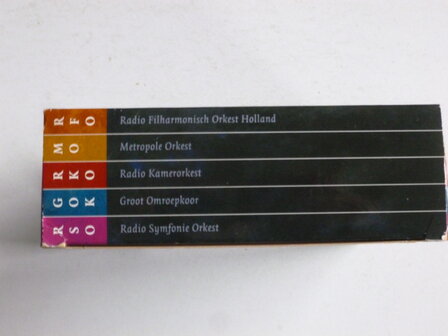 RFO Radio Filharmonisch Orkest Holland
MO Metropole Orkest
RKO Radio Kamerorkest
GOK Groot Omroepkoor
RSO Radio Symfonie Orkest